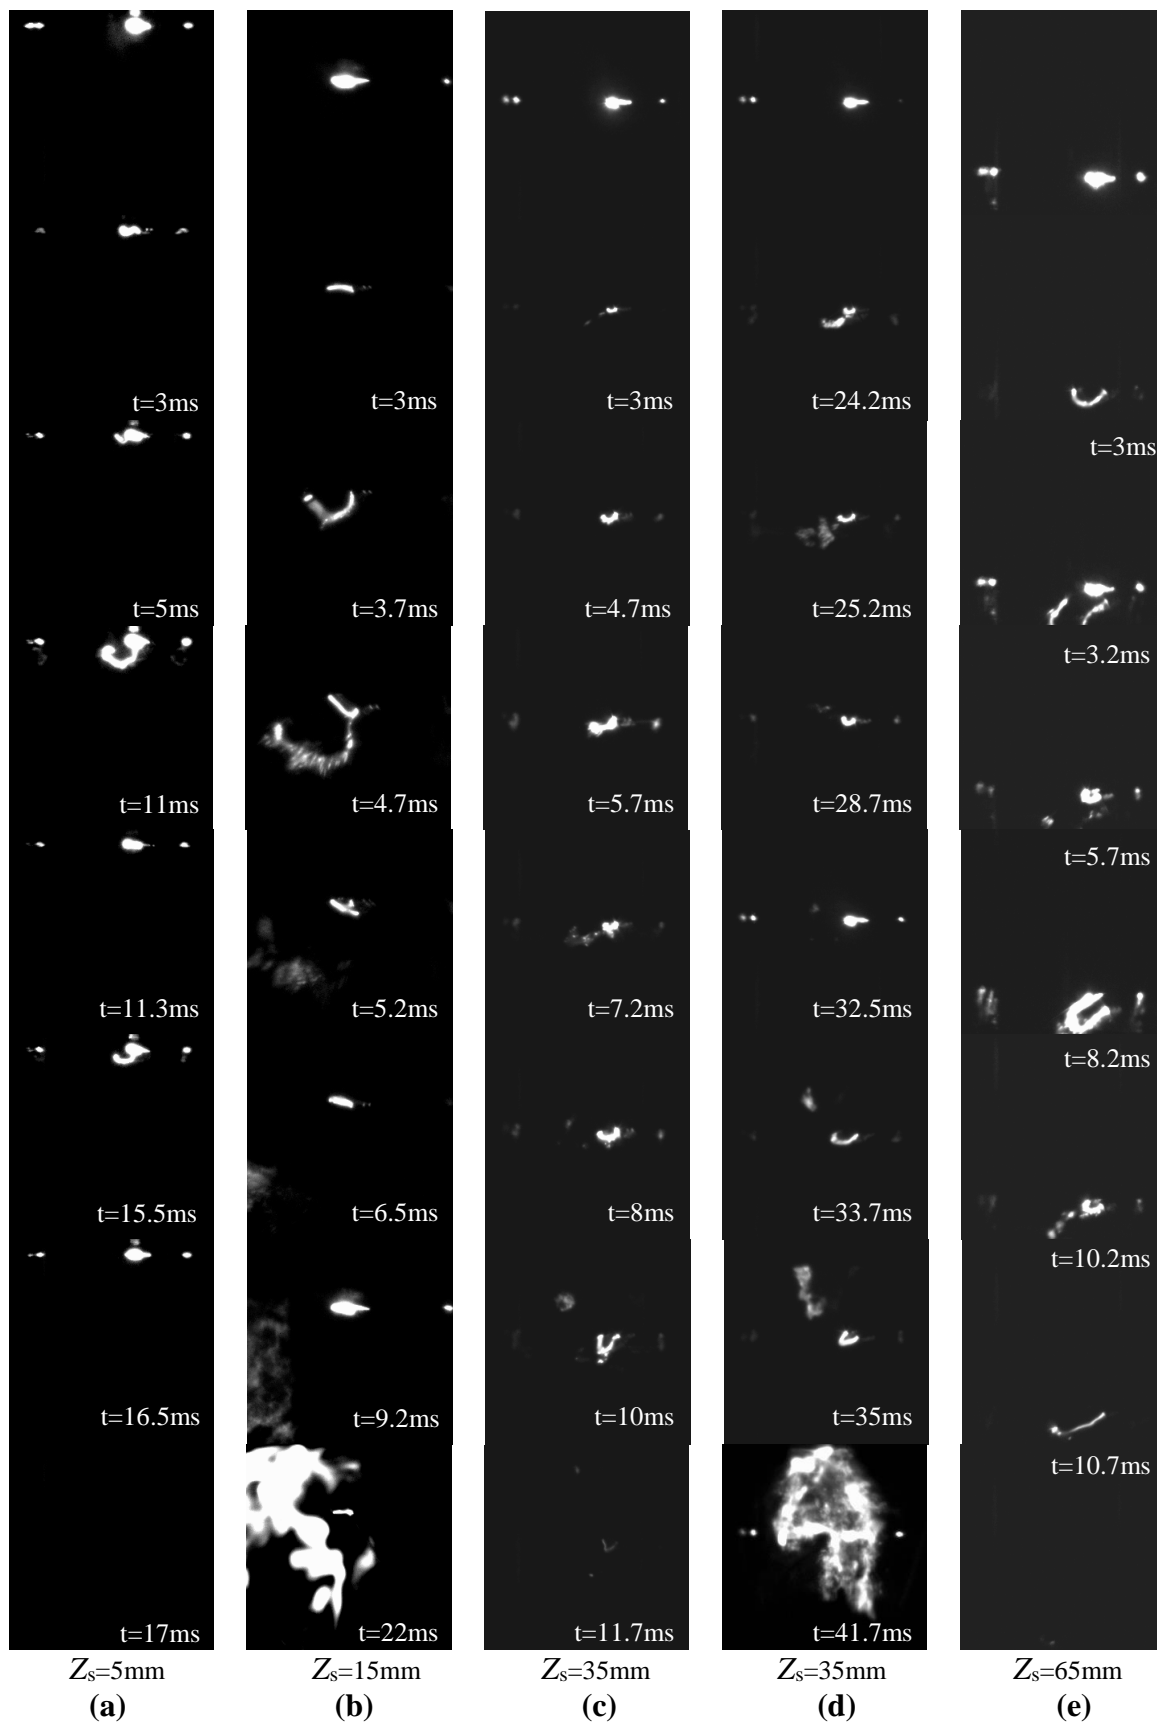 t=3ms
t=5ms
t=11ms
t=11.3ms
t=15.5ms
t=16.5ms
t=17ms
Zs=5mm
(a)
t=3ms
t=3.7ms
t=4.7ms
t=5.2ms
t=6.5ms
t=9.2ms
t=22ms
Zs=15mm
(b)
t=3ms
t=4.7ms
t=5.7ms
t=7.2ms
t=8ms
t=10ms
t=11.7ms
Zs=35mm
(c)
t=24.2ms
t=25.2ms
t=28.7ms
t=32.5ms
t=33.7ms
t=35ms
t=41.7ms
Zs=35mm
(d)
t=3ms
t=3.2ms
t=5.7ms
t=8.2ms
t=10.2ms
t=10.7ms
Zs=65mm
(e)